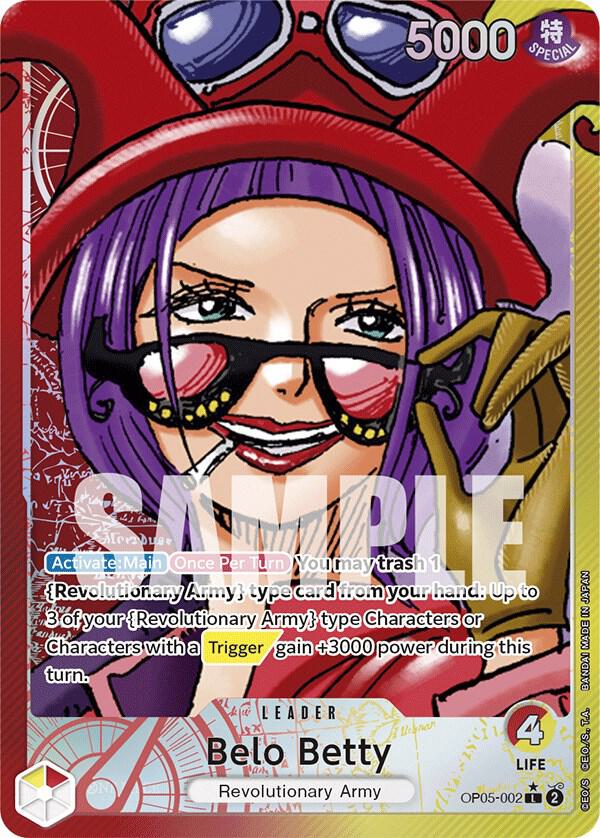 5000 特
SPECIAL
SAMPLE
Activate:Main Once Per Turn You may trash 1
{Revolutionary Army} type card from your hand: Up to
3 of your {Revolutionary Army} type Characters or
Characters with a Trigger gain +3000 power during this
turn.
LEADER
Belo Betty
Revolutionary Army
4
LIFE
OP05-002 L 2
©E.O./S. ©E.O./S., T.A. BANDAI MADE IN JAPAN